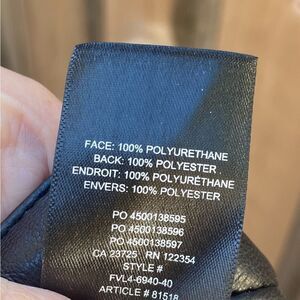 FACE: 100% POLYURETHANE
BACK: 100% POLYESTER
ENDROIT: 100% POLYURÉTHANE
ENVERS: 100% POLYESTER
PO 4500138595
PO 4500138596
PO 4500138597
CA 23725 RN 122354
STYLE #
FVL4-6940-40
ARTICLE # 81518